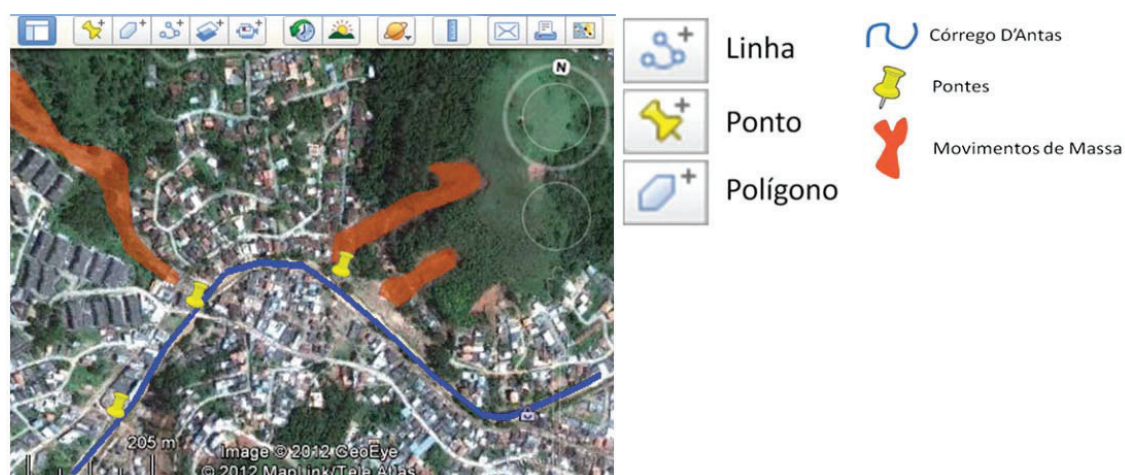 N
205 m
Image © 2012 GeoEye
© 2012 MapLink/Tele Atlas
Linha
Ponto
Polígono
Córrego D'Antas
Pontes
Movimentos de Massa